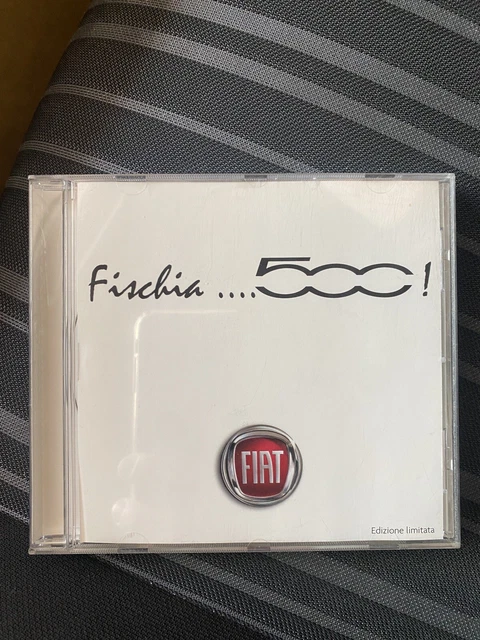 Fischia ....500!
FIAT
Edizione limitata